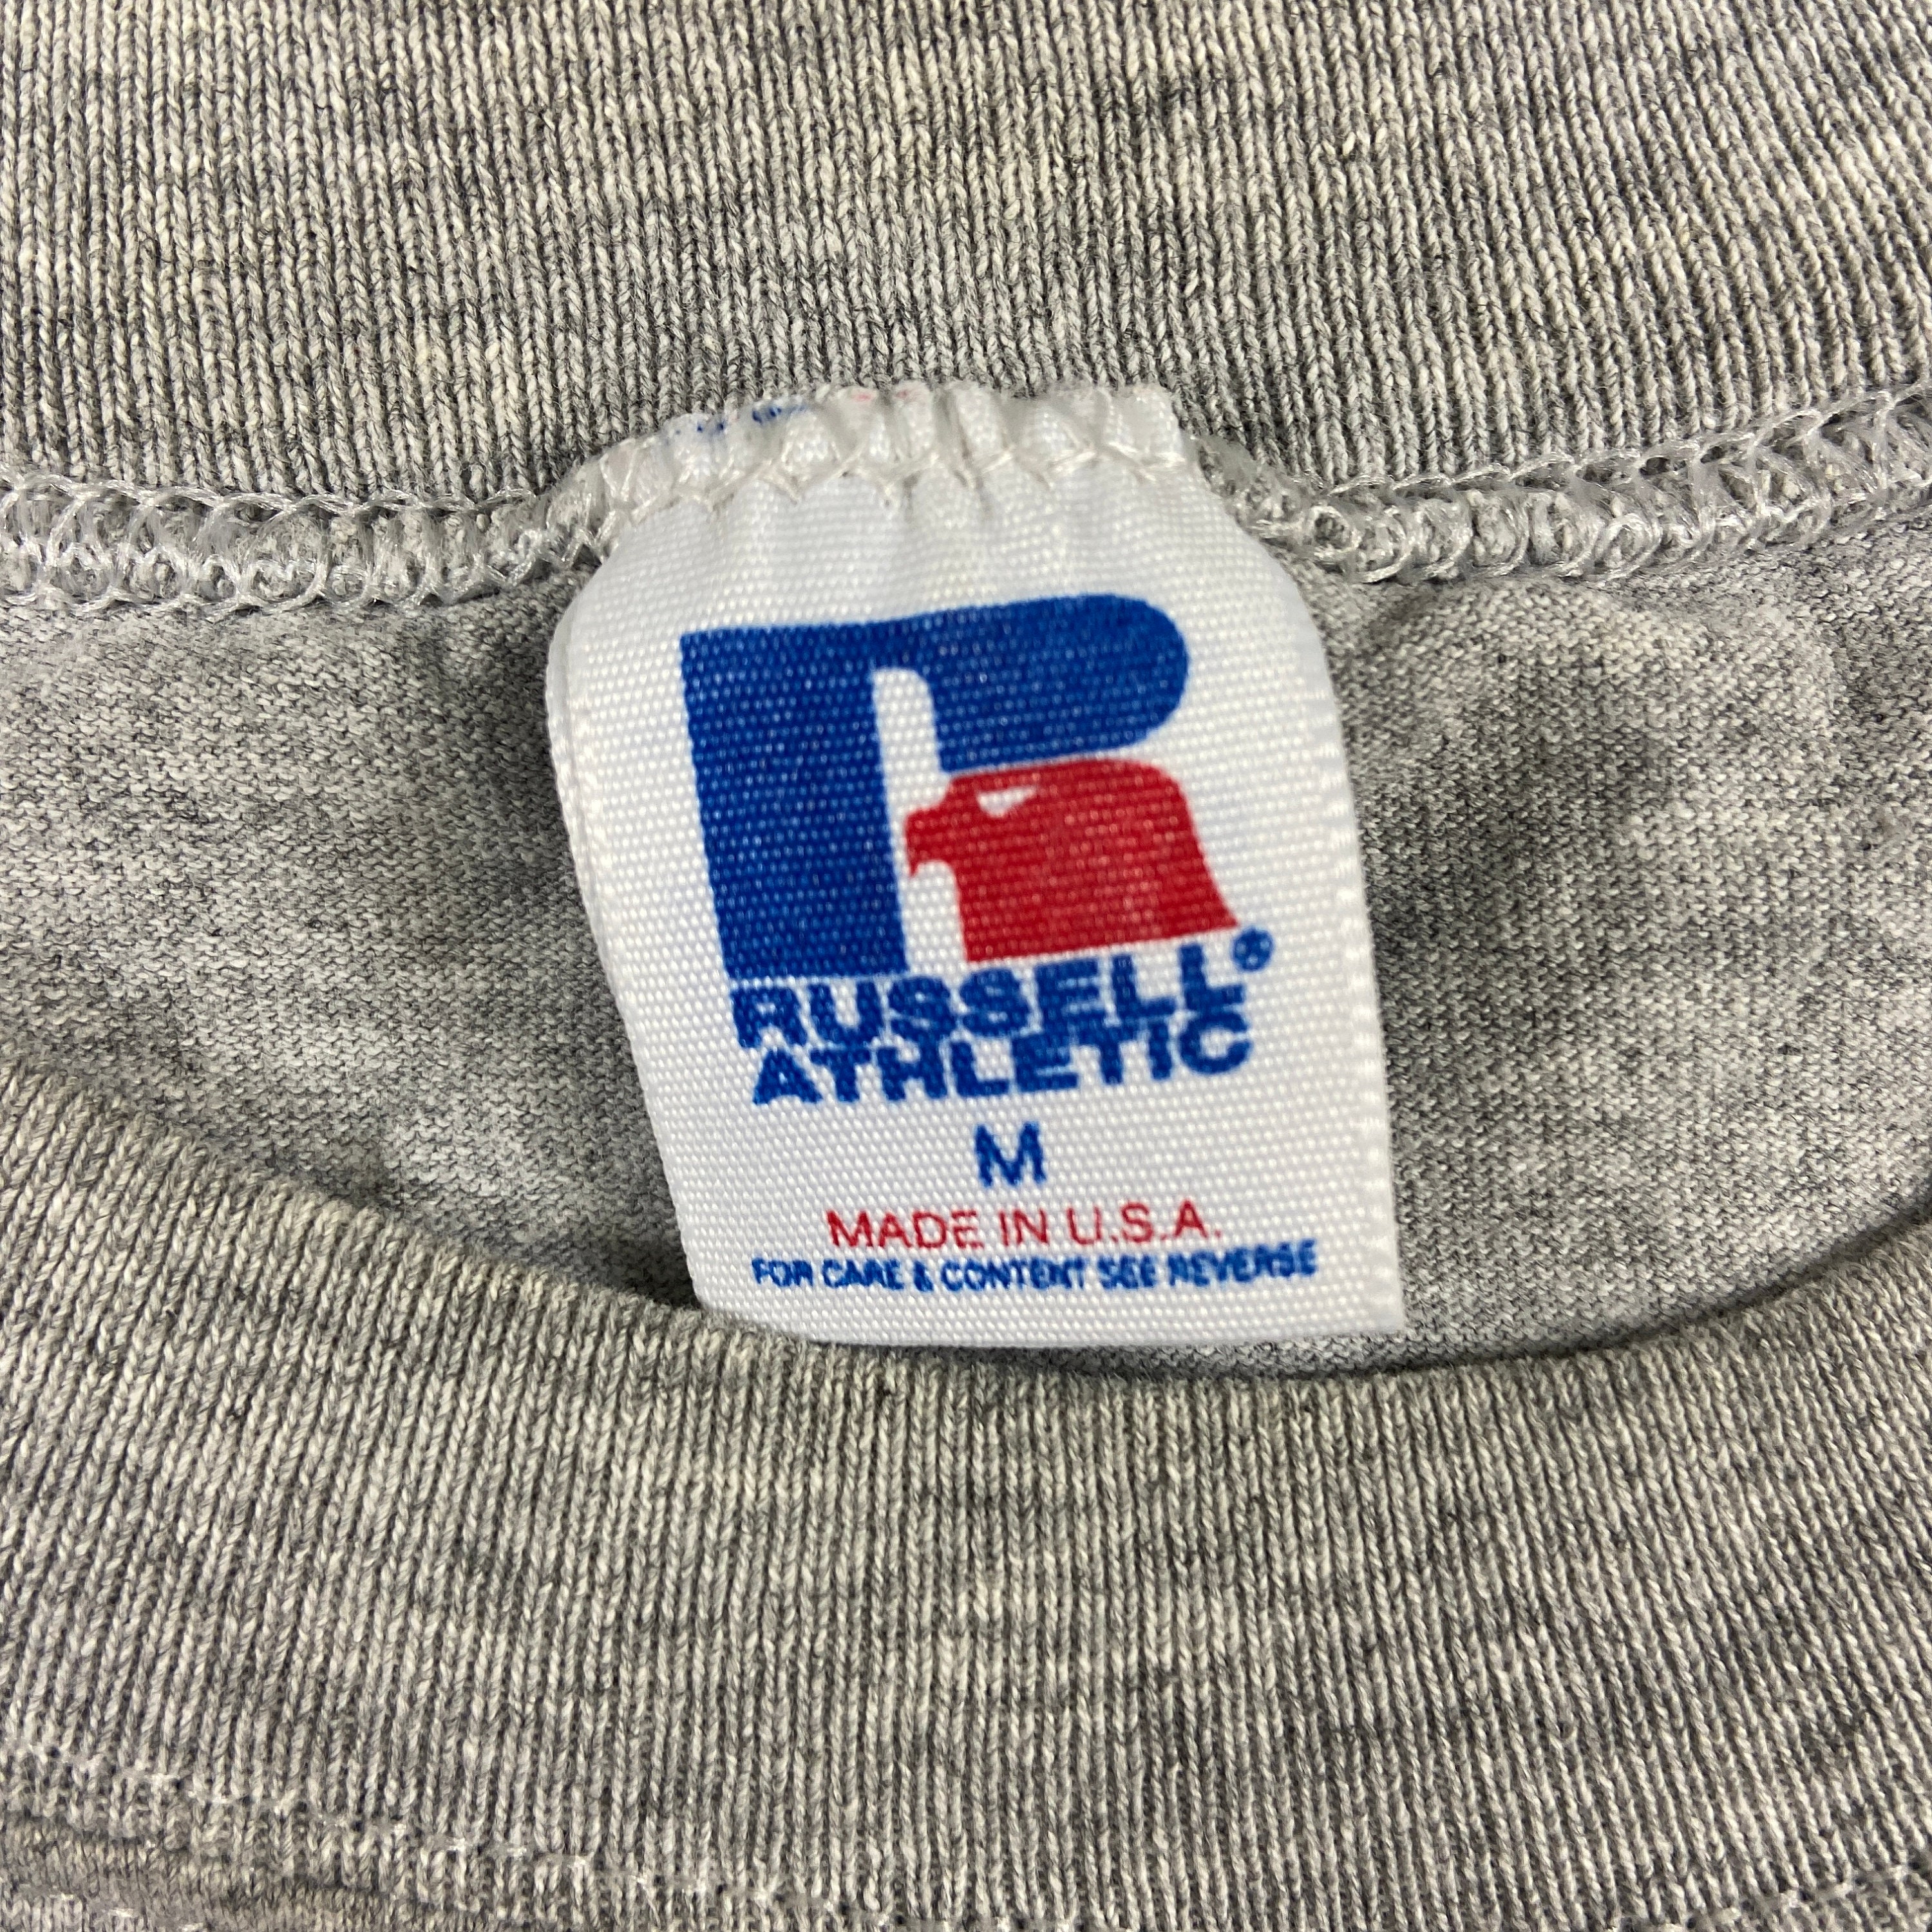 RUSSELL®
ATHLETIC
M
MADE IN U.S.A.
FOR CARE & CONTENT SEE REVERSE